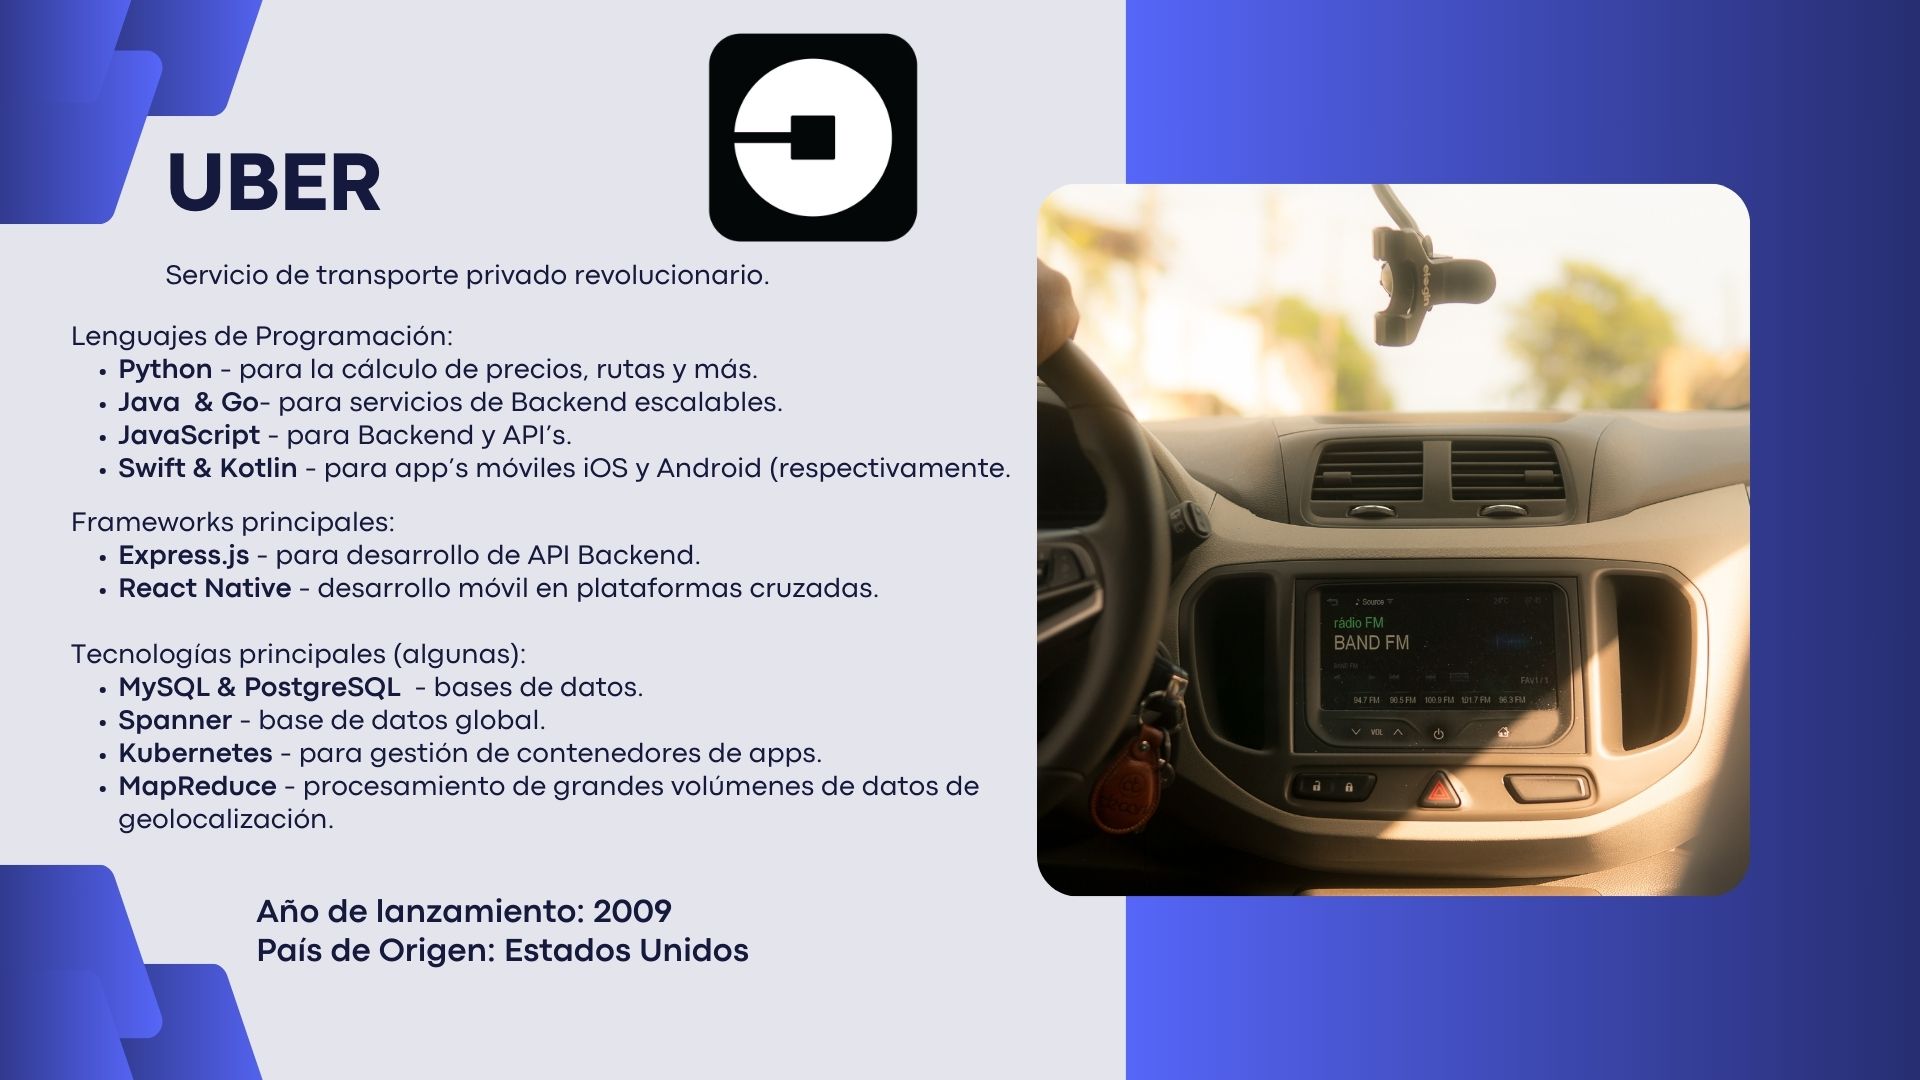 UBER
Servicio de transporte privado revolucionario.
Lenguajes de Programación:
• Python - para la cálculo de precios, rutas y más.
• Java  & Go- para servicios de Backend escalables.
• JavaScript - para Backend y API’s.
• Swift & Kotlin - para app’s móviles iOS y Android (respectivamente.
Frameworks principales:
• Express.js - para desarrollo de API Backend.
• React Native - desarrollo móvil en plataformas cruzadas.
Tecnologías principales (algunas):
• MySQL & PostgreSQL  - bases de datos.
• Spanner - base de datos global.
• Kubernetes - para gestión de contenedores de apps.
• MapReduce - procesamiento de grandes volúmenes de datos de
geolocalización.
Año de lanzamiento: 2009
País de Origen: Estados Unidos
elogin
Source
rádio FM
BAND FM
BAND FM
FAV1/1
94.7 FM 90.5 FM 100.9 FM 101.7 FM 96.3 FM
VOL